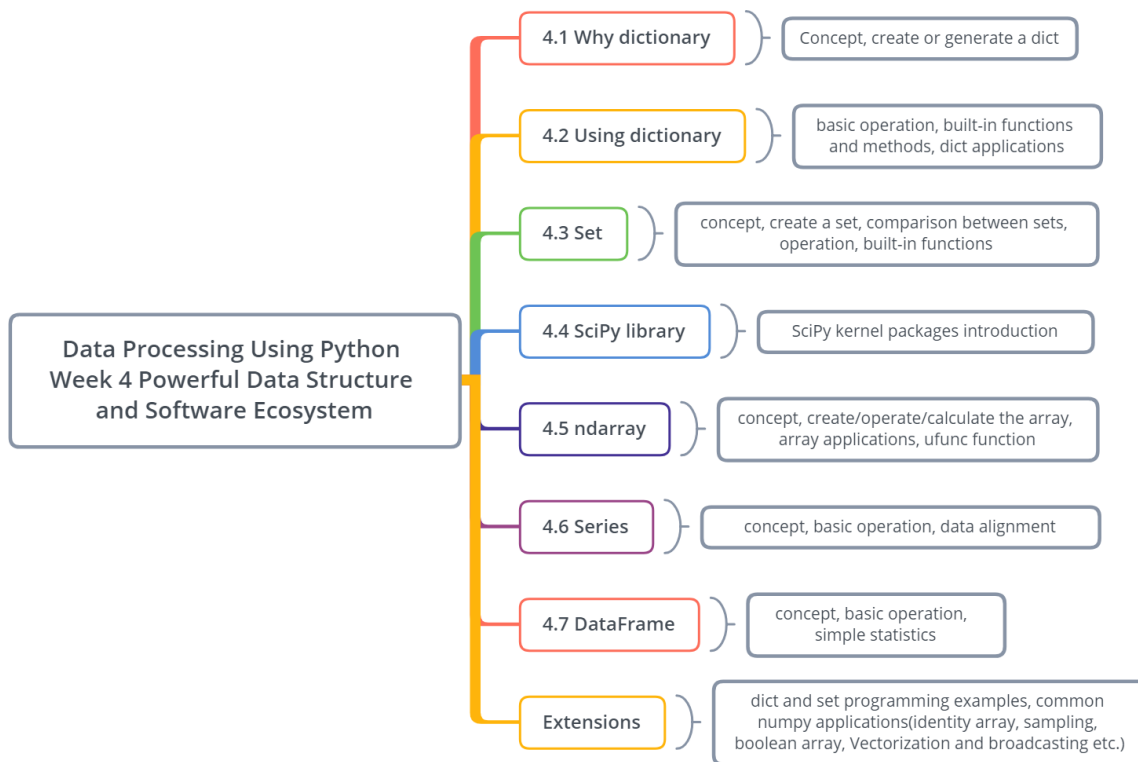 Data Processing Using Python
Week 4 Powerful Data Structure
and Software Ecosystem
4.1 Why dictionary
Concept, create or generate a dict
4.2 Using dictionary
basic operation, built-in functions
and methods, dict applications
4.3 Set
concept, create a set, comparison between sets,
operation, built-in functions
4.4 SciPy library
SciPy kernel packages introduction
4.5 ndarray
concept, create/operate/calculate the array,
array applications, ufunc function
4.6 Series
concept, basic operation, data alignment
4.7 DataFrame
concept, basic operation,
simple statistics
Extensions
dict and set programming examples, common
numpy applications(identity array, sampling,
boolean array, Vectorization and broadcasting etc.)